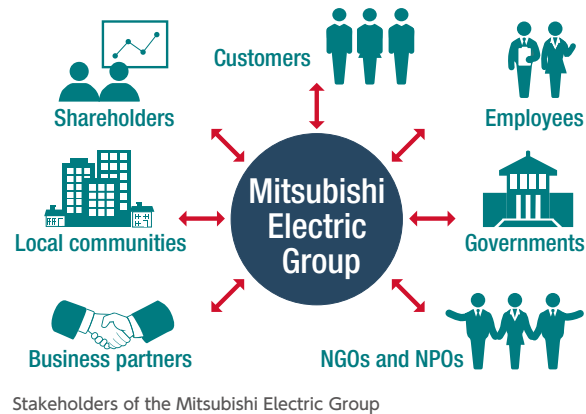 Customers
Shareholders
Employees
Mitsubishi
Electric
Group
Local communities
Governments
Business partners
NGOs and NPOs
Stakeholders of the Mitsubishi Electric Group